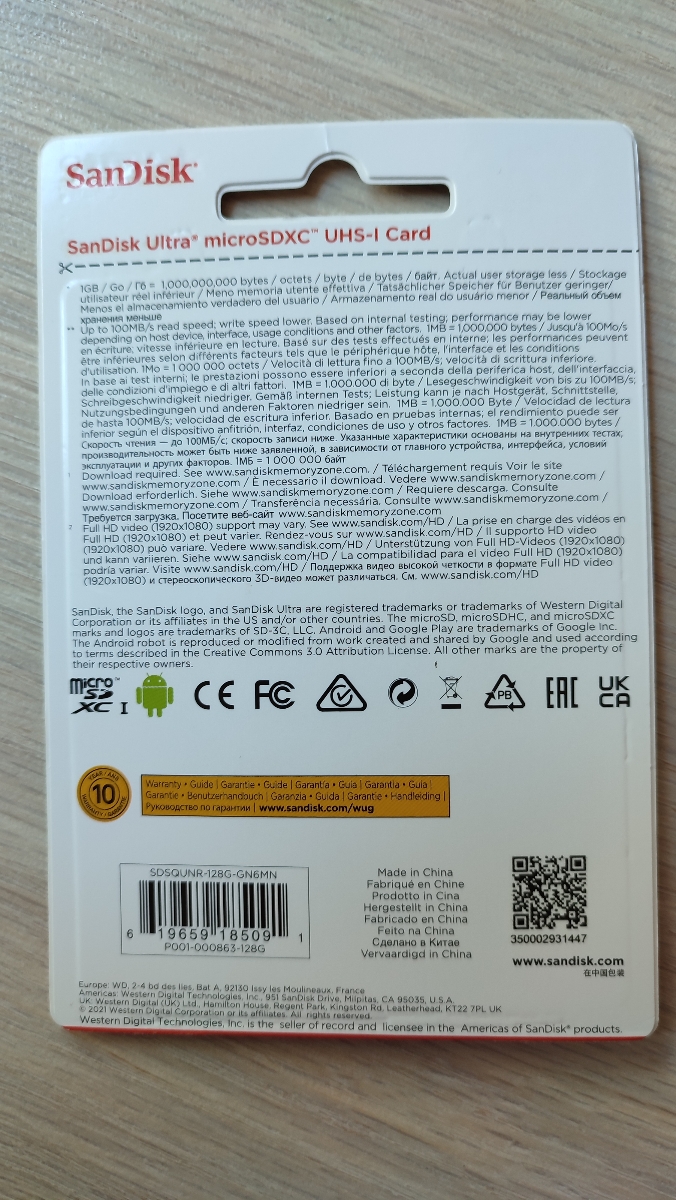 SanDisk®
SanDisk Ultra® microSDXC™ UHS-I Card
* 1GB / Go / Гб = 1,000,000,000 bytes / octets / byte / de bytes / байт. Actual user storage less / Stockage
utilisateur réel inférieur / Meno memoria utente effettiva / Tatsächlicher Speicher für Benutzer geringer/
Menos el almacenamiento verdadero del usuario / Armazenamento real do usuário menor / Реальный объем
хранения меньше
** Up to 100MB/s read speed; write speed lower. Based on internal testing; performance may be lower
depending on host device, interface, usage conditions and other factors. 1MB = 1,000,000 bytes / Jusqu'à 100Mo/s
en écriture, vitesse inférieure en lecture. Basé sur des tests effectués en interne; les performances peuvent
être inférieures selon différents facteurs tels que le périphérique hôte, l'interface et les conditions
d'utilisation. 1Mo = 1 000 000 octets / Velocità di lettura fino a 100MB/s; velocità di scrittura inferiore.
In base ai test interni; le prestazioni possono essere inferiori a seconda della periferica host, dell'interfaccia,
delle condizioni d'impiego e di altri fattori. 1MB = 1.000.000 di byte / Lesegeschwindigkeit von bis zu 100MB/s;
Schreibgeschwindigkeit niedriger. Gemäß internen Tests; Leistung kann je nach Hostgerät, Schnittstelle,
Nutzungsbedingungen und anderen Faktoren niedriger sein. 1MB = 1.000.000 Byte / Velocidad de lectura
de hasta 100MB/s; velocidad de escritura inferior. Basado en pruebas internas; el rendimiento puede ser
inferior según el dispositivo anfitrión, interfaz, condiciones de uso y otros factores. 1MB = 1.000.000 bytes /
Скорость чтения — до 100МБ/с; скорость записи ниже. Указанные характеристики основаны на внутренних тестах;
производительность может быть ниже заявленной, в зависимости от главного устройства, интерфейса, условий
эксплуатации и других факторов. 1МБ = 1 000 000 байт
1 Download required. See www.sandiskmemoryzone.com. / Téléchargement requis Voir le site
www.sandiskmemoryzone.com / È necessario il download. Vedere www.sandiskmemoryzone.com /
Download erforderlich. Siehe www.sandiskmemoryzone.com / Requiere descarga. Consulte
www.sandiskmemoryzone.com / Transferência necessária. Consulte www.sandiskmemoryzone.com /
Требуется загрузка. Посетите веб-сайт www.sandiskmemoryzone.com
2 Full HD video (1920x1080) support may vary. See www.sandisk.com/HD / La prise en charge des vidéos en
Full HD (1920x1080) et peut varier. Rendez-vous sur www.sandisk.com/HD / Il supporto HD video
(1920x1080) può variare. Vedere www.sandisk.com/HD / Unterstützung von Full HD-Videos (1920x1080)
und kann variieren. Siehe www.sandisk.com/HD / La compatibilidad para el video Full HD (1920x1080)
podría variar. Visite www.sandisk.com/HD / Поддержка видео высокой четкости в формате Full HD video
(1920x1080) и стереоскопического 3D-видео может различаться. См. www.sandisk.com/HD
SanDisk, the SanDisk logo, and SanDisk Ultra are registered trademarks or trademarks of Western Digital
Corporation or its affiliates in the US and/or other countries. The microSD, microSDHC, and microSDXC
marks and logos are trademarks of SD-3C, LLC. Android and Google Play are trademarks of Google Inc.
The Android robot is reproduced or modified from work created and shared by Google and used according
to terms described in the Creative Commons 3.0 Attribution License. All other marks are the property of
their respective owners.
micro™ SD XC I CE FC PB EAC UK CA
10 YEAR / ANS WARRANTY / GARANTIE
Warranty • Guide | Garantie • Guide | Garantía • Guía | Garantia • Guia |
Garantie • Benutzerhandbuch | Garanzia • Guida | Garantie • Handleiding |
Руководство по гарантии | www.sandisk.com/wug
SDSQUNR-128G-GN6MN
6 19659 18509 1
P001-000863-128G
Made in China
Fabriqué en Chine
Prodotto in Cina
Hergestellt in China
Fabricado en China
Feito na China
Сделано в Китае
Vervaardigd in China
350002931447
www.sandisk.com
在中国包装
Europe: WD, 2-4 bd des Iles, Bat A, 92130 Issy les Moulineaux, France
Americas: Western Digital Technologies, Inc., 951 SanDisk Drive, Milpitas, CA 95035, U.S.A.
UK: Western Digital (UK) Ltd., Hamilton House, Regent Park, Kingston Rd, Leatherhead, KT22 7PL UK
© 2021 Western Digital Corporation or its affiliates. All rights reserved.
Western Digital Technologies, Inc. is the seller of record and licensee in the Americas of SanDisk® products.